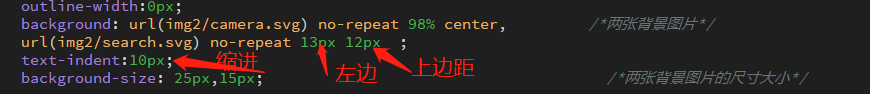 outline-width:0px;
background: url(img2/camera.svg) no-repeat 98% center, /*两张背景图片*/
url(img2/search.svg) no-repeat 13px 12px ;
text-indent:10px; 缩进 左边 上边距
background-size: 25px,15px; /*两张背景图片的尺寸大小*/